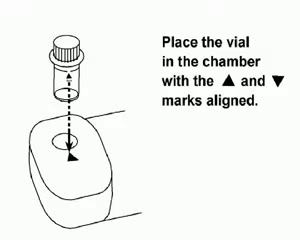 Place the vial
in the chamber
with the ▲ and ▼
marks aligned.